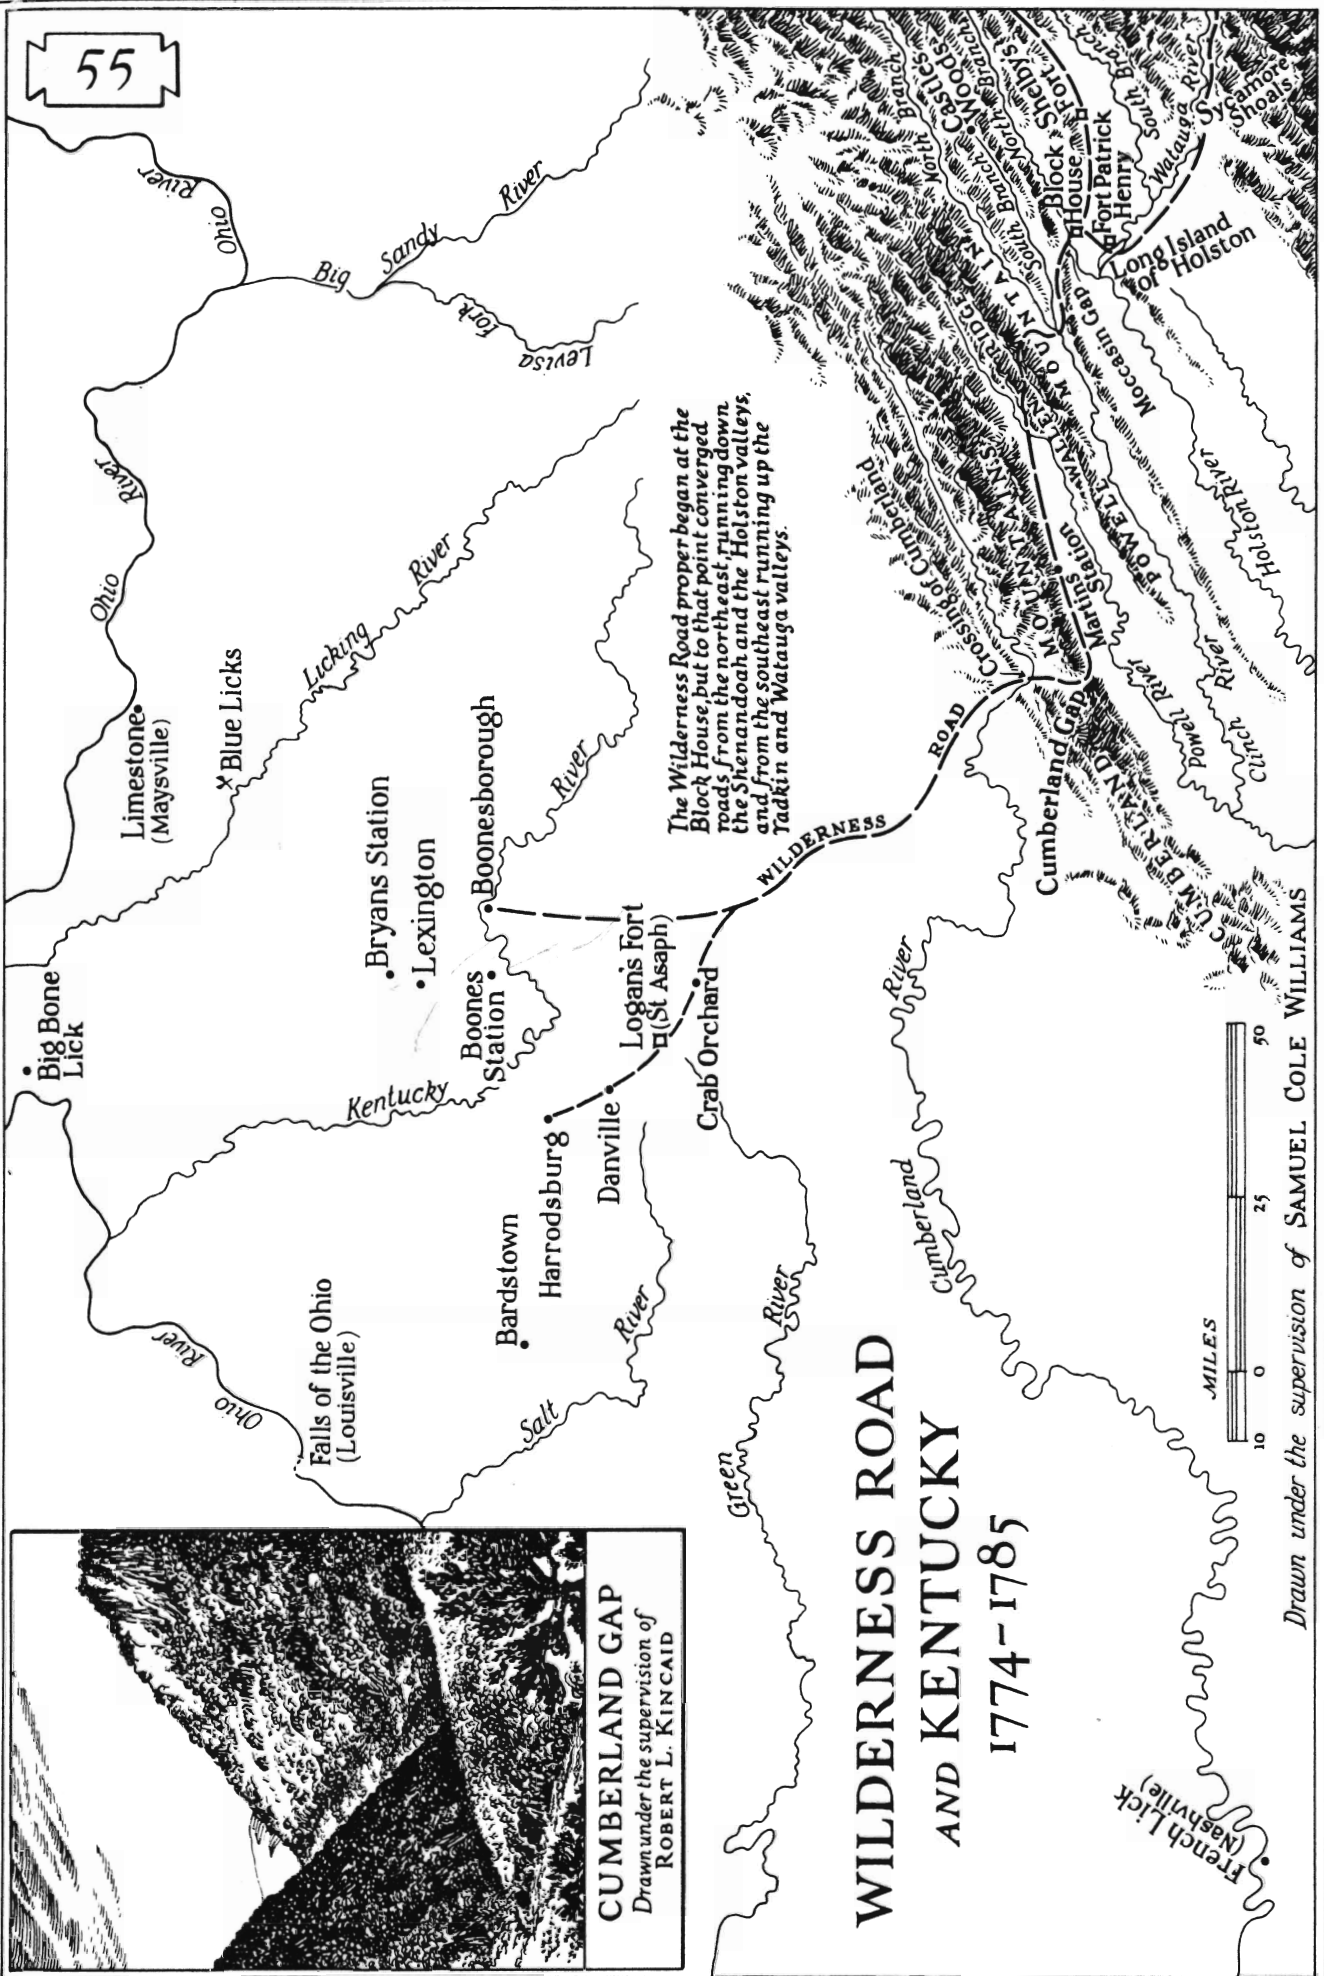 55
CUMBERLAND GAP
Drawn under the supervision of
ROBERT L. KINCAID
WILDERNESS ROAD
AND KENTUCKY
1774-1785
The Wilderness Road proper began at the
Block House, but to that point converged
roads from the northeast, running down
the Shenandoah and the Holston valleys,
and from the southeast running up the
Yadkin and Watauga valleys.
Ohio
River
Falls of the Ohio
(Louisville)
Big Bone
Lick
Kentucky
River
Licking
River
Limestone
(Maysville)
Blue Licks
Ohio
River
Ohio
River
Big
Sandy
River
Levisa
Fork
Bryans Station
Lexington
Boonesborough
Boones
Station
Bardstown
Harrodsburg
Danville
Logan's Fort
(St Asaph)
Crab Orchard
Salt
River
Green
River
Cumberland
River
French Lick
(Nashville)
WILDERNESS
ROAD
Crossing of Cumberland
Cumberland Gap
CUMBERLAND
MOUNTAINS
Martins
Station
Powell River
Clinch
River
POWELL
MOUNTAIN
WALLEN
RIDGE
Moccasin Gap
Holston River
Long Island
of Holston
Block
House
Fort Patrick
Henry
Shelby's
Fort
Castle's
Woods
North
Branch
South Branch
North
Branch
South
Branch
Watauga
River
Sycamore
Shoals
MILES
10 0 25 50
Drawn under the supervision of SAMUEL COLE WILLIAMS